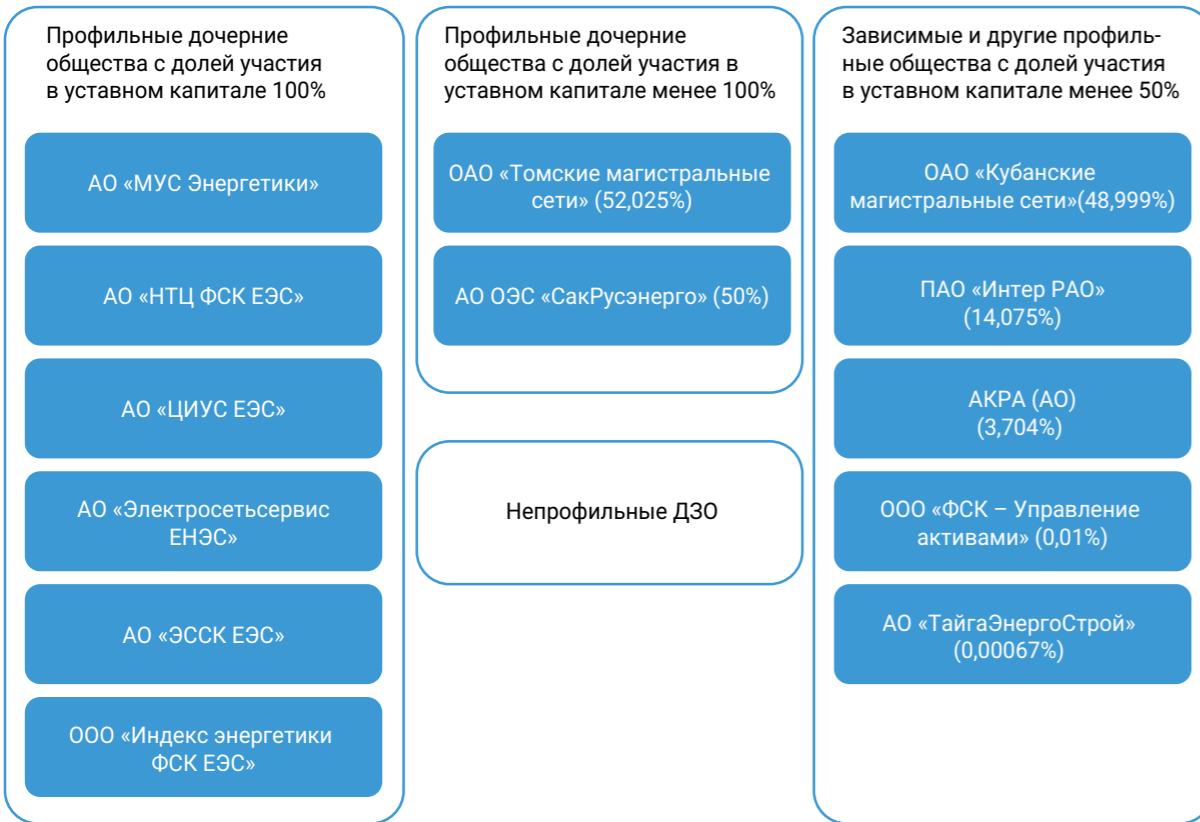 Профильные дочерние
общества с долей участия
в уставном капитале 100%
АО «МУС Энергетики»
АО «НТЦ ФСК ЕЭС»
АО «ЦИУС ЕЭС»
АО «Электросетьсервис
ЕНЭС»
АО «ЭССК ЕЭС»
ООО «Индекс энергетики
ФСК ЕЭС»
Профильные дочерние
общества с долей участия в
уставном капитале менее 100%
ОАО «Томские магистральные
сети» (52,025%)
АО ОЭС «СакРусэнерго» (50%)
Непрофильные ДЗО
Зависимые и другие профиль-
ные общества с долей участия
в уставном капитале менее 50%
ОАО «Кубанские
магистральные сети»(48,999%)
ПАО «Интер РАО»
(14,075%)
АКРА (АО)
(3,704%)
ООО «ФСК – Управление
активами» (0,01%)
АО «ТайгаЭнергоСтрой»
(0,00067%)